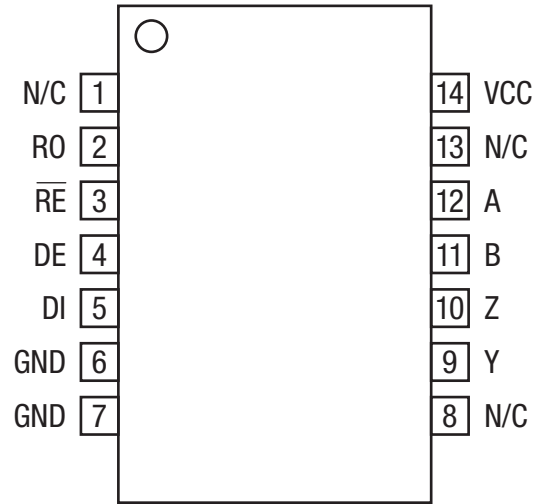 N/C 1 14 VCC
RO 2 13 N/C
R̅E̅ 3 12 A
DE 4 11 B
DI 5 10 Z
GND 6 9 Y
GND 7 8 N/C